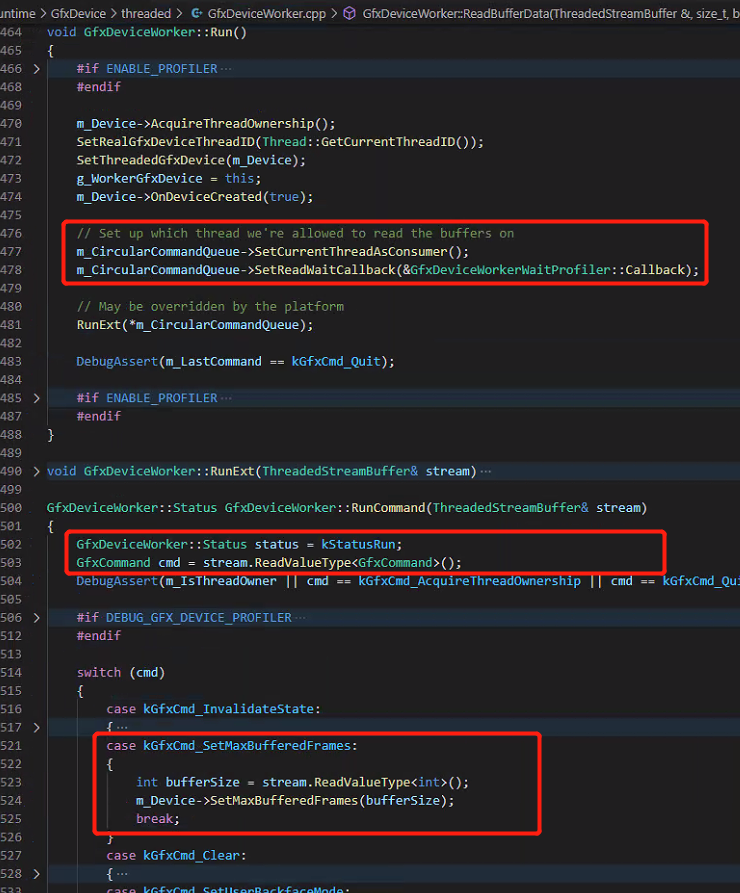 untime > GfxDevice > threaded > GfxDeviceWorker.cpp > GfxDeviceWorker::ReadBufferData(ThreadedStreamBuffer &, size_t, b
464 void GfxDeviceWorker::Run()
465 {
466 > #if ENABLE_PROFILER ...
468 #endif
469
470 m_Device->AcquireThreadOwnership();
471 SetRealGfxDeviceThreadID(Thread::GetCurrentThreadID());
472 SetThreadedGfxDevice(m_Device);
473 g_WorkerGfxDevice = this;
474 m_Device->OnDeviceCreated(true);
475
476 // Set up which thread we're allowed to read the buffers on
477 m_CircularCommandQueue->SetCurrentThreadAsConsumer();
478 m_CircularCommandQueue->SetReadWaitCallback(&GfxDeviceWorkerWaitProfiler::Callback);
479
480 // May be overridden by the platform
481 RunExt(*m_CircularCommandQueue);
482
483 DebugAssert(m_LastCommand == kGfxCmd_Quit);
484
485 > #if ENABLE_PROFILER ...
487 #endif
488 }
489
490 > void GfxDeviceWorker::RunExt(ThreadedStreamBuffer& stream) ...
499
500 GfxDeviceWorker::Status GfxDeviceWorker::RunCommand(ThreadedStreamBuffer& stream)
501 {
502 GfxDeviceWorker::Status status = kStatusRun;
503 GfxCommand cmd = stream.ReadValueType<GfxCommand>();
504 DebugAssert(m_IsThreadOwner || cmd == kGfxCmd_AcquireThreadOwnership || cmd == kGfxCmd_Qui
505
506 > #if DEBUG_GFX_DEVICE_PROFILER ...
512 #endif
513
514 switch (cmd)
515 {
516 case kGfxCmd_InvalidateState:
517 > { ...
521 case kGfxCmd_SetMaxBufferedFrames:
522 {
523 int bufferSize = stream.ReadValueType<int>();
524 m_Device->SetMaxBufferedFrames(bufferSize);
525 break;
526 }
527 case kGfxCmd_Clear:
528 > { ...
533 case kGfxCmd_SetUserBackfaceMode: